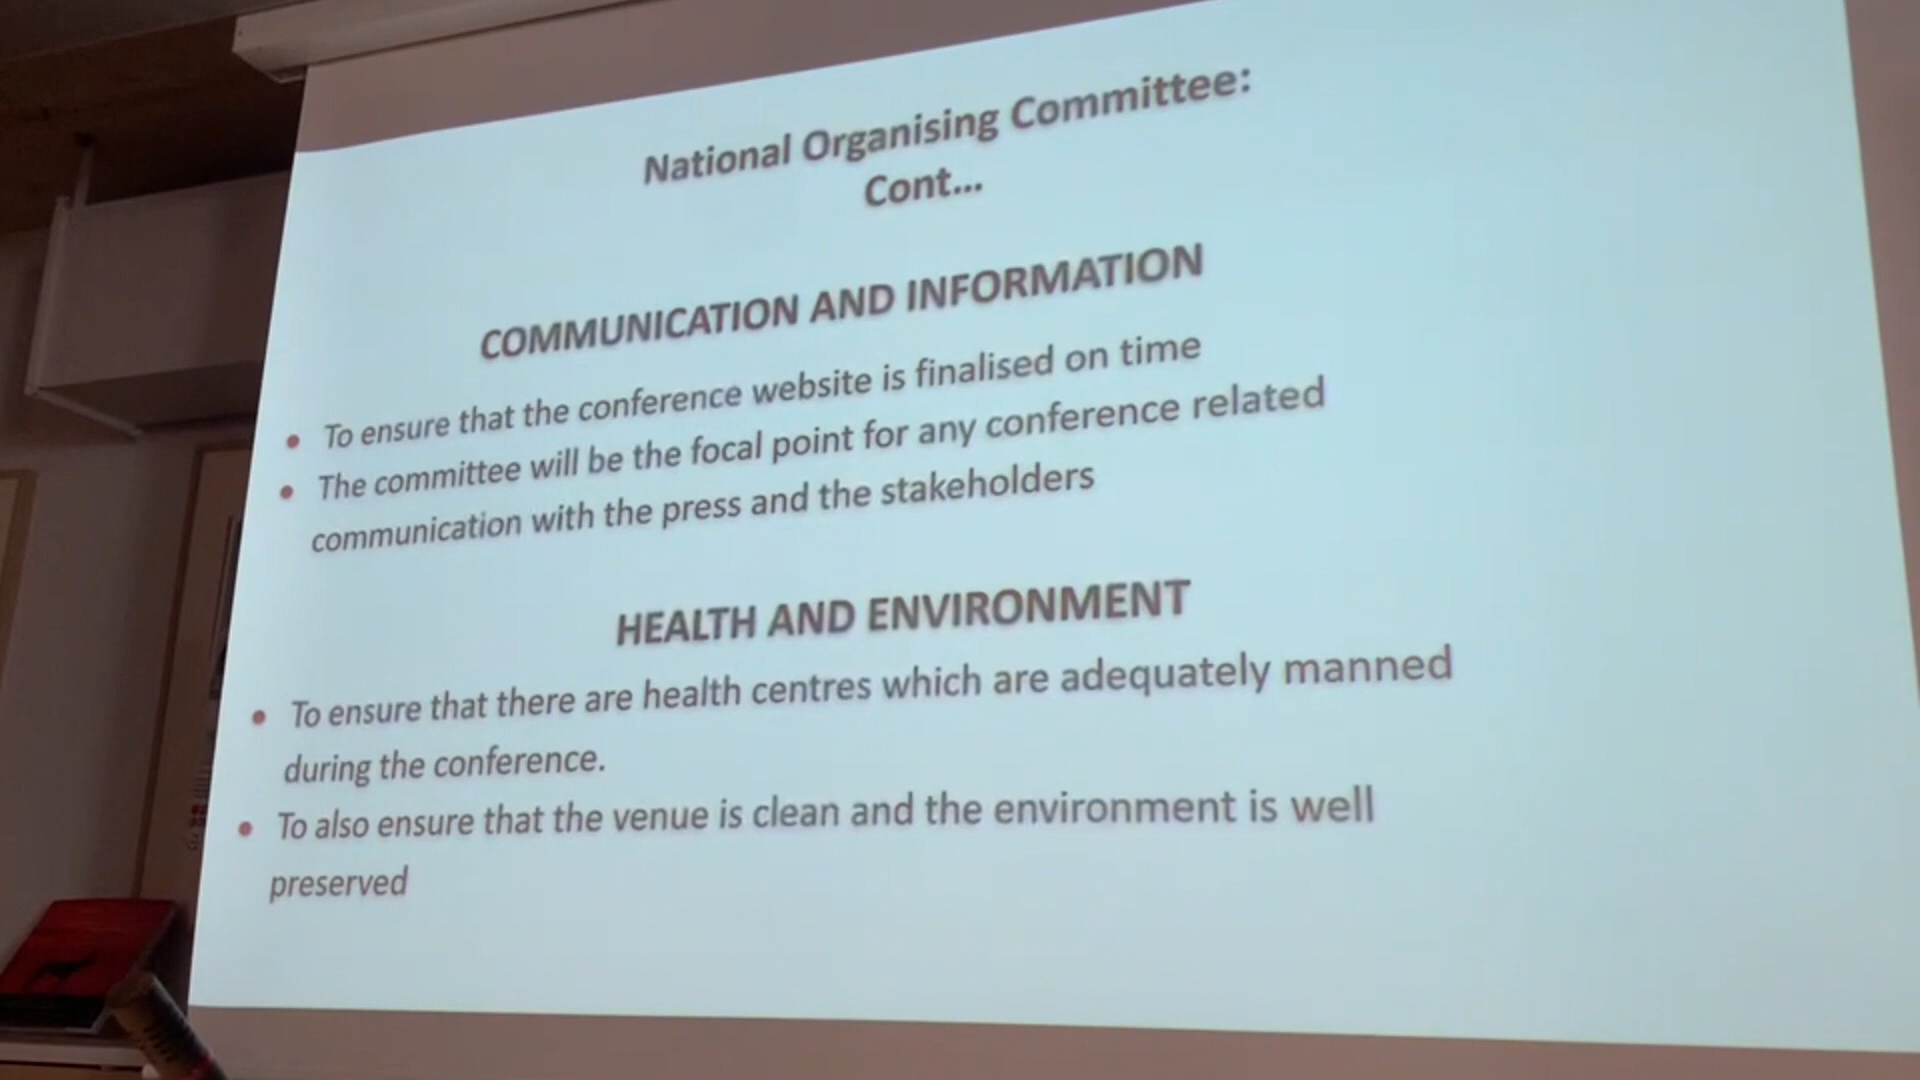 National Organising Committee:
Cont...
COMMUNICATION AND INFORMATION
• To ensure that the conference website is finalised on time
• The committee will be the focal point for any conference related
communication with the press and the stakeholders
HEALTH AND ENVIRONMENT
• To ensure that there are health centres which are adequately manned
during the conference.
• To also ensure that the venue is clean and the environment is well
preserved